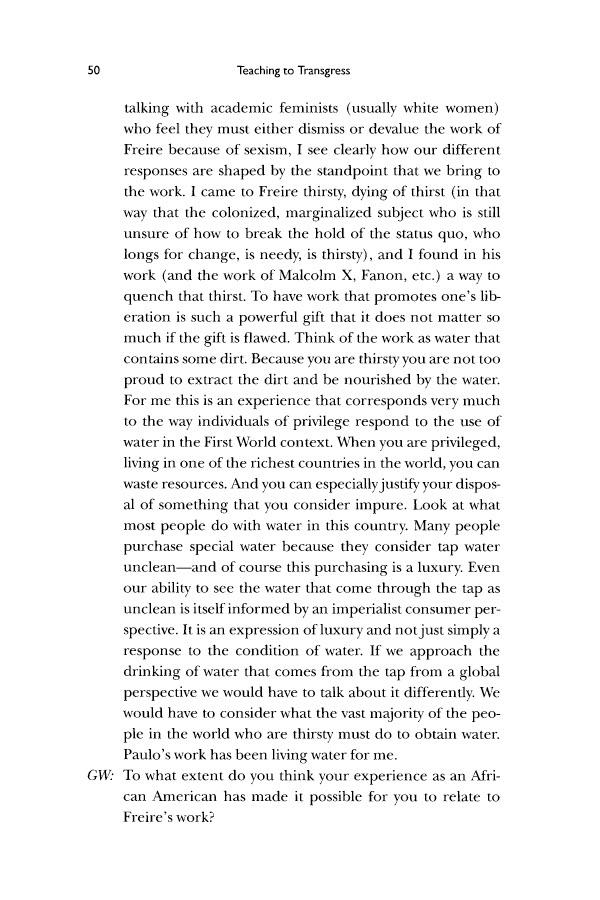 50
Teaching to Transgress
talking with academic feminists (usually white women)
who feel they must either dismiss or devalue the work of
Freire because of sexism, I see clearly how our different
responses are shaped by the standpoint that we bring to
the work. I came to Freire thirsty, dying of thirst (in that
way that the colonized, marginalized subject who is still
unsure of how to break the hold of the status quo, who
longs for change, is needy, is thirsty), and I found in his
work (and the work of Malcolm X, Fanon, etc.) a way to
quench that thirst. To have work that promotes one's lib-
eration is such a powerful gift that it does not matter so
much if the gift is flawed. Think of the work as water that
contains some dirt. Because you are thirsty you are not too
proud to extract the dirt and be nourished by the water.
For me this is an experience that corresponds very much
to the way individuals of privilege respond to the use of
water in the First World context. When you are privileged,
living in one of the richest countries in the world, you can
waste resources. And you can especially justify your dispos-
al of something that you consider impure. Look at what
most people do with water in this country. Many people
purchase special water because they consider tap water
unclean—and of course this purchasing is a luxury. Even
our ability to see the water that come through the tap as
unclean is itself informed by an imperialist consumer per-
spective. It is an expression of luxury and not just simply a
response to the condition of water. If we approach the
drinking of water that comes from the tap from a global
perspective we would have to talk about it differently. We
would have to consider what the vast majority of the peo-
ple in the world who are thirsty must do to obtain water.
Paulo's work has been living water for me.
GW: To what extent do you think your experience as an Afri-
can American has made it possible for you to relate to
Freire's work?